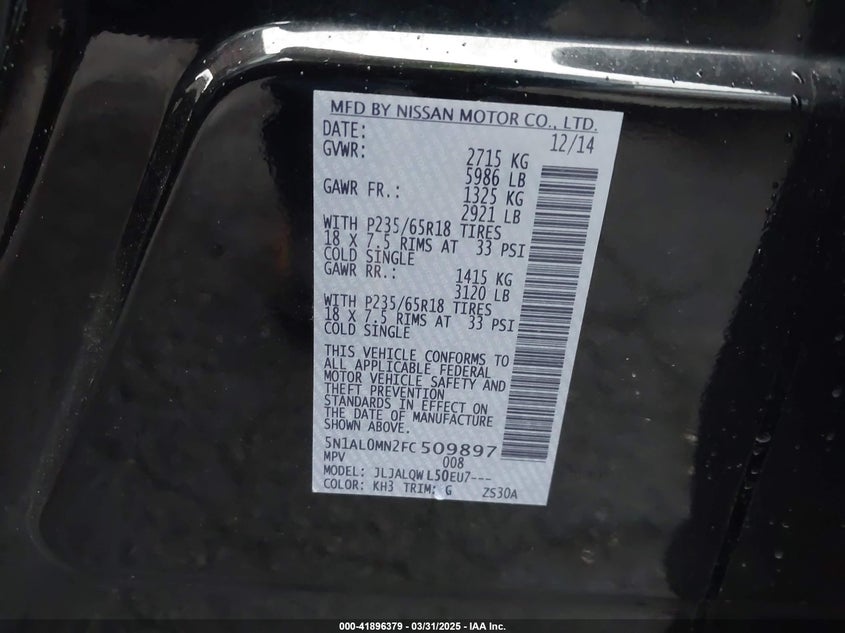 MFD BY NISSAN MOTOR CO., LTD.
DATE: 12/14
GVWR: 2715 KG
5986 LB
GAWR FR.: 1325 KG
2921 LB
WITH P235/65R18 TIRES
18 X 7.5 RIMS AT 33 PSI
COLD SINGLE
GAWR RR.: 1415 KG
3120 LB
WITH P235/65R18 TIRES
18 X 7.5 RIMS AT 33 PSI
COLD SINGLE
THIS VEHICLE CONFORMS TO
ALL APPLICABLE FEDERAL
MOTOR VEHICLE SAFETY AND
THEFT PREVENTION
STANDARDS IN EFFECT ON
THE DATE OF MANUFACTURE
SHOWN ABOVE.
5N1AL0MN2FC509897
MPV 008
MODEL: JLJALQWL50EU7---
COLOR: KH3 TRIM: G ZS30A
000-41896379 - 03/31/2025 - IAA Inc.